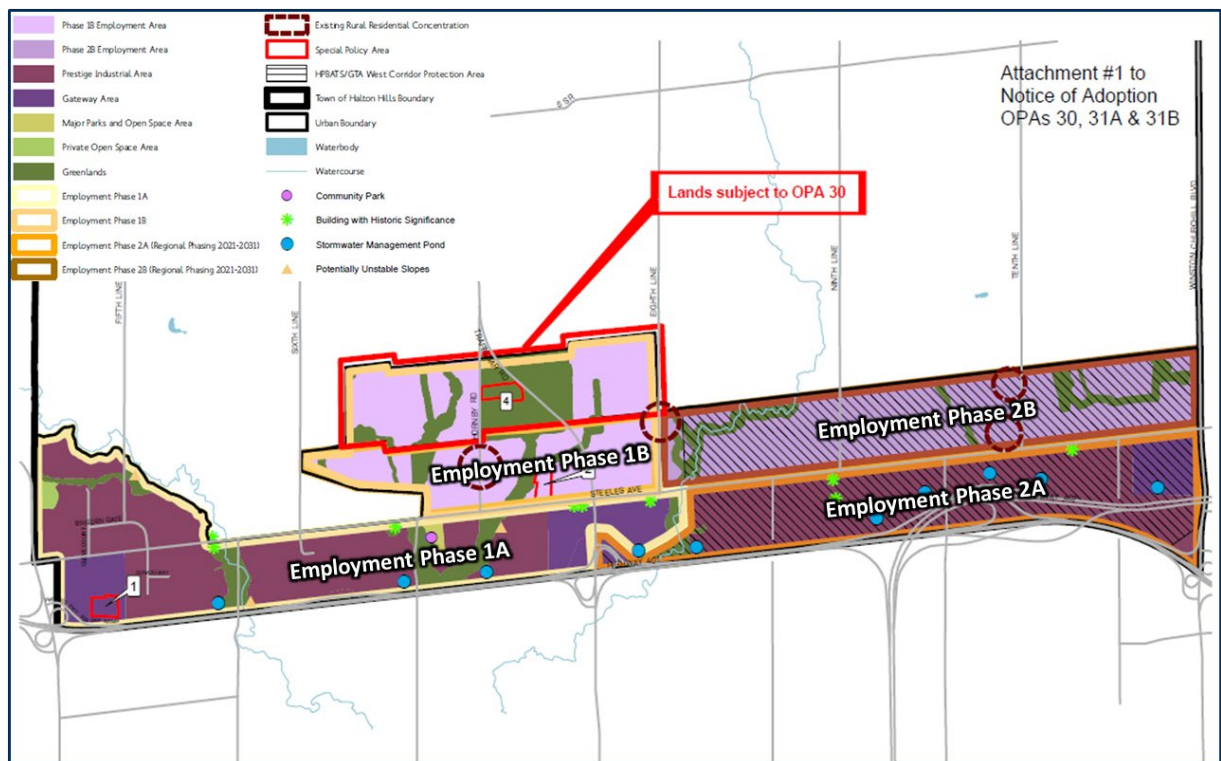 Phase 1B Employment Area
Phase 2B Employment Area
Prestige Industrial Area
Gateway Area
Major Parks and Open Space Area
Private Open Space Area
Greenlands
Employment Phase 1A
Employment Phase 1B
Employment Phase 2A (Regional Phasing 2021-2031)
Employment Phase 2B (Regional Phasing 2021-2031)
Existing Rural Residential Concentration
Special Policy Area
HPBATS/GTA West Corridor Protection Area
Town of Halton Hills Boundary
Urban Boundary
Waterbody
Watercourse
Community Park
Building with Historic Significance
Stormwater Management Pond
Potentially Unstable Slopes
Attachment #1 to
Notice of Adoption
OPAs 30, 31A & 31B
5 SR
Lands subject to OPA 30
WINSTON CHURCHILL BLVD
FIFTH LINE
SIXTH LINE
EIGHTH LINE
NINTH LINE
TENTH LINE
TRAFALGAR RD
HORNBY RD
4
Employment Phase 2B
Employment Phase 1B
STEELES AVE
Employment Phase 2A
Employment Phase 1A
1